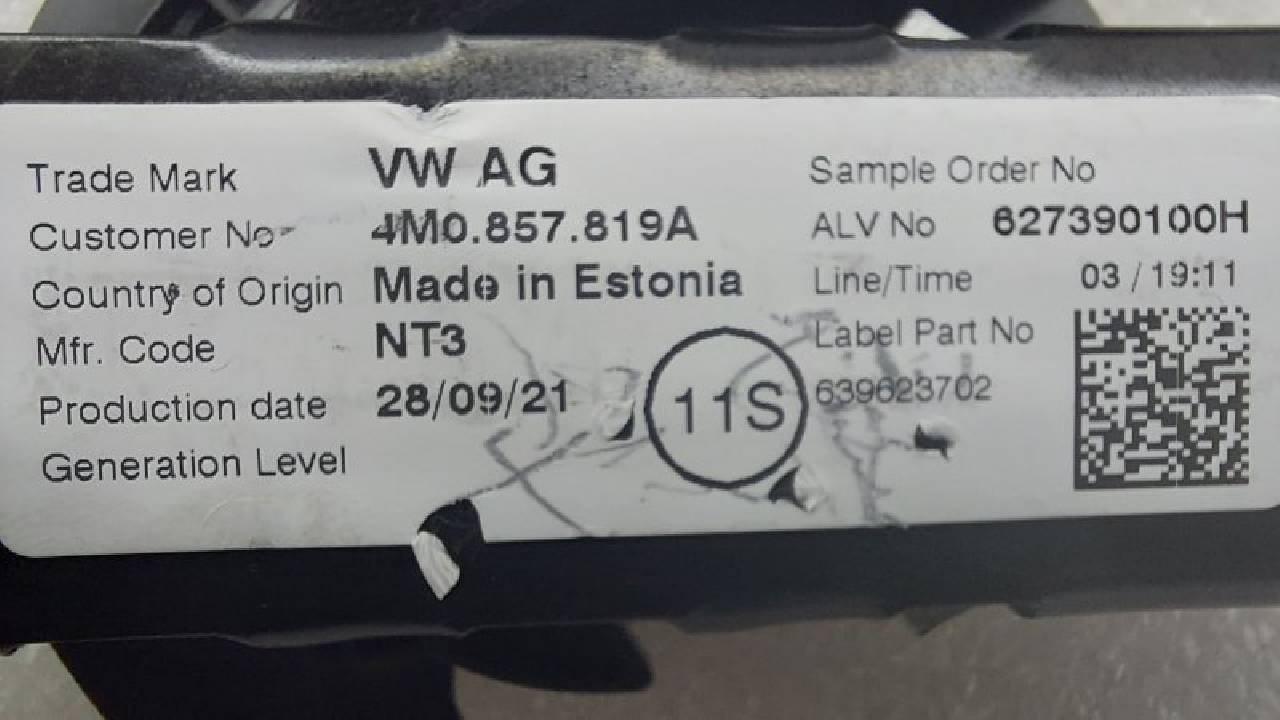 Trade Mark VW AG
Customer No 4M0.857.819A
Country of Origin Made in Estonia
Mfr. Code NT3
Production date 28/09/21
Generation Level
11S
Sample Order No
ALV No 627390100H
Line/Time 03 / 19:11
Label Part No
639623702